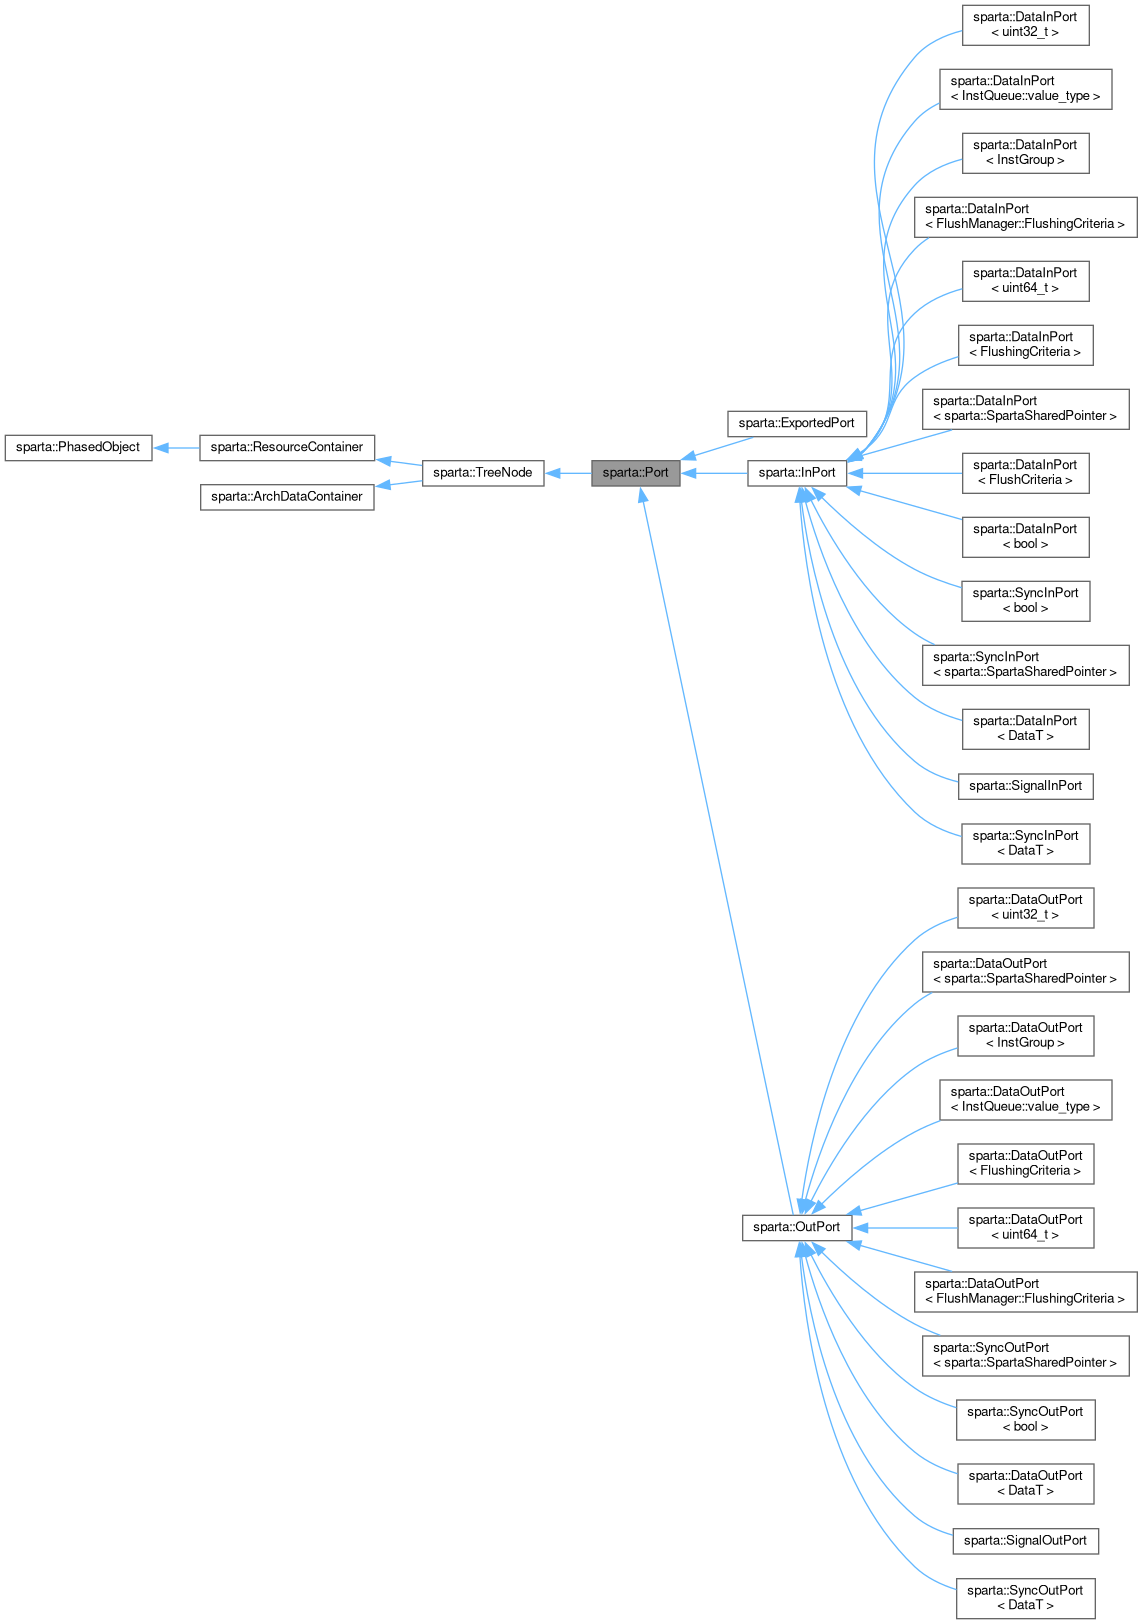 sparta::PhasedObject
sparta::ResourceContainer
sparta::ArchDataContainer
sparta::TreeNode
sparta::Port
sparta::ExportedPort
sparta::InPort
sparta::DataInPort
< uint32_t >
sparta::DataInPort
< InstQueue::value_type >
sparta::DataInPort
< InstGroup >
sparta::DataInPort
< FlushManager::FlushingCriteria >
sparta::DataInPort
< uint64_t >
sparta::DataInPort
< FlushingCriteria >
sparta::DataInPort
< sparta::SpartaSharedPointer >
sparta::DataInPort
< FlushCriteria >
sparta::DataInPort
< bool >
sparta::SyncInPort
< bool >
sparta::SyncInPort
< sparta::SpartaSharedPointer >
sparta::DataInPort
< DataT >
sparta::SignalInPort
sparta::SyncInPort
< DataT >
sparta::OutPort
sparta::DataOutPort
< uint32_t >
sparta::DataOutPort
< sparta::SpartaSharedPointer >
sparta::DataOutPort
< InstGroup >
sparta::DataOutPort
< InstQueue::value_type >
sparta::DataOutPort
< FlushingCriteria >
sparta::DataOutPort
< uint64_t >
sparta::DataOutPort
< FlushManager::FlushingCriteria >
sparta::SyncOutPort
< sparta::SpartaSharedPointer >
sparta::SyncOutPort
< bool >
sparta::DataOutPort
< DataT >
sparta::SignalOutPort
sparta::SyncOutPort
< DataT >